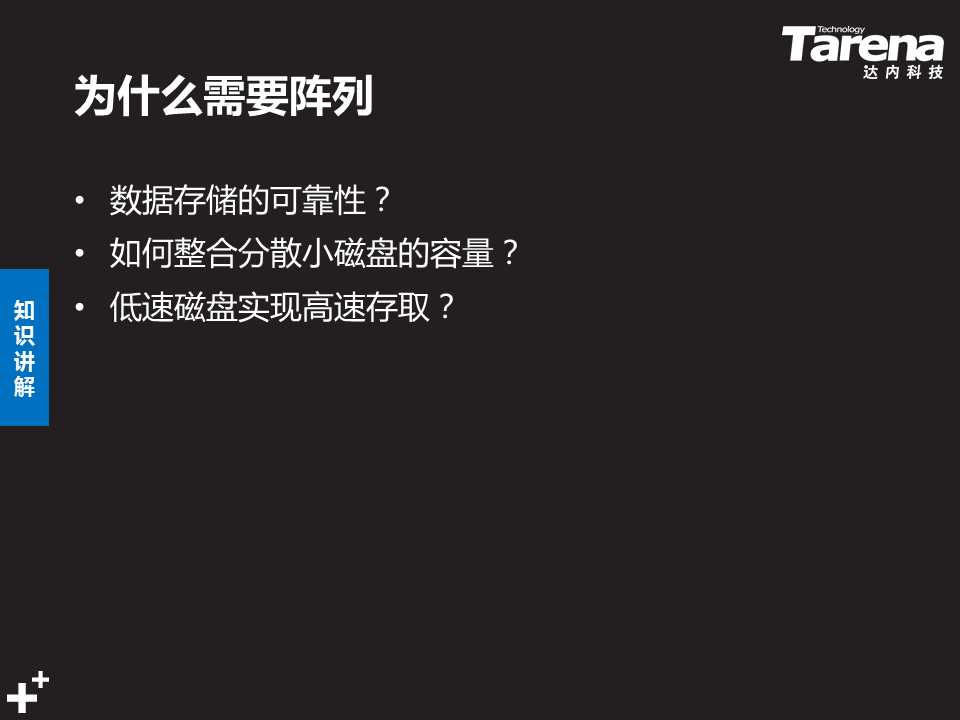 Technology
Tarena
达内科技
为什么需要阵列
• 数据存储的可靠性？
• 如何整合分散小磁盘的容量？
• 低速磁盘实现高速存取？
知
识
讲
解